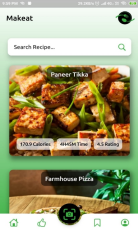 Makeat
Search Recipe...
Paneer Tikka
170.9 Calories
4H45M Time
4.5 Rating
Farmhouse Pizza